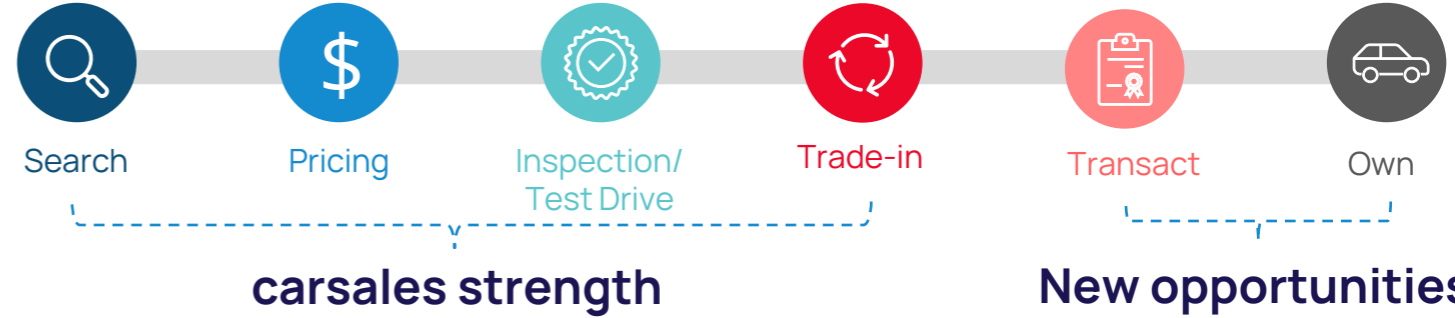 $
Search
Pricing
Inspection/
Test Drive
Trade-in
Transact
Own
carsales strength
New opportunities